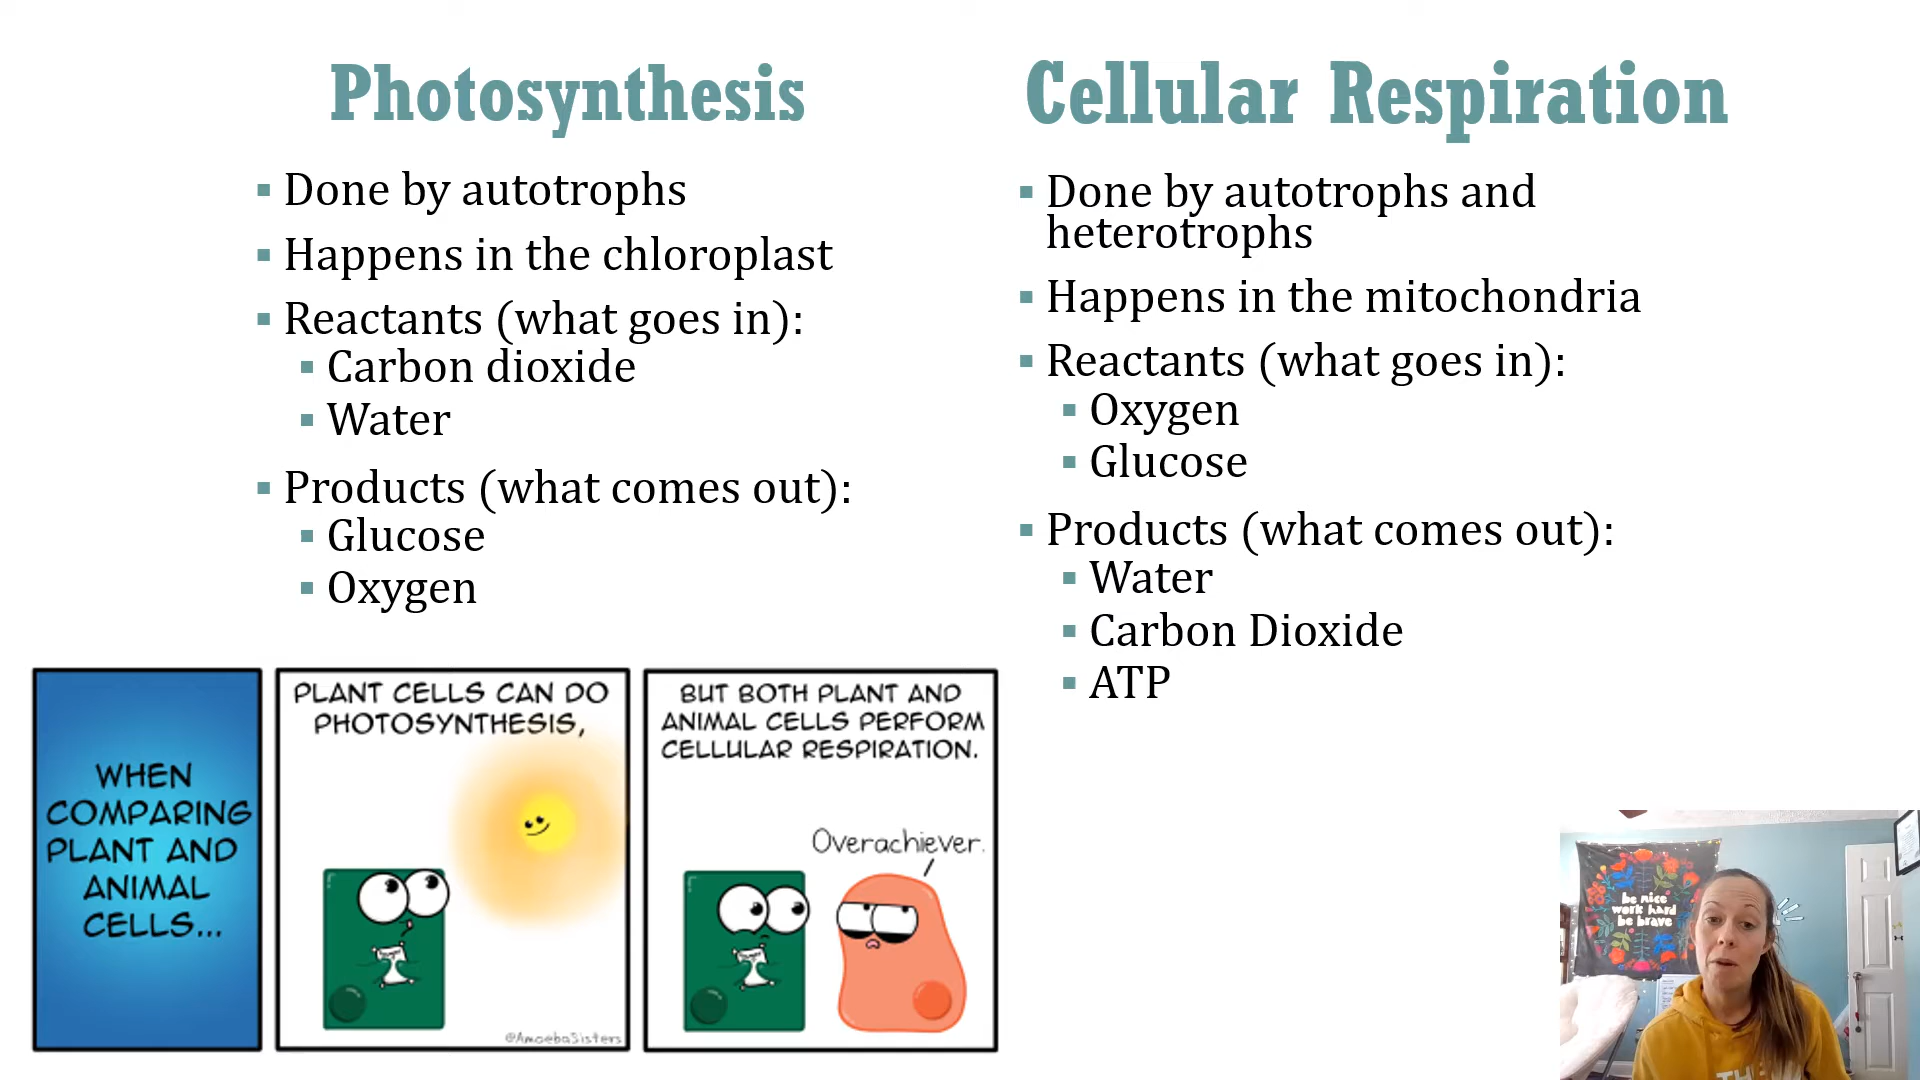 Photosynthesis
Done by autotrophs
Happens in the chloroplast
Reactants (what goes in):
Carbon dioxide
Water
Products (what comes out):
Glucose
Oxygen
Cellular Respiration
Done by autotrophs and
heterotrophs
Happens in the mitochondria
Reactants (what goes in):
Oxygen
Glucose
Products (what comes out):
Water
Carbon Dioxide
ATP
WHEN
COMPARING
PLANT AND
ANIMAL
CELLS...
PLANT CELLS CAN DO
PHOTOSYNTHESIS,
@AmoebaSisters
BUT BOTH PLANT AND
ANIMAL CELLS PERFORM
CELLULAR RESPIRATION.
Overachiever.
be nice
work hard
be brave